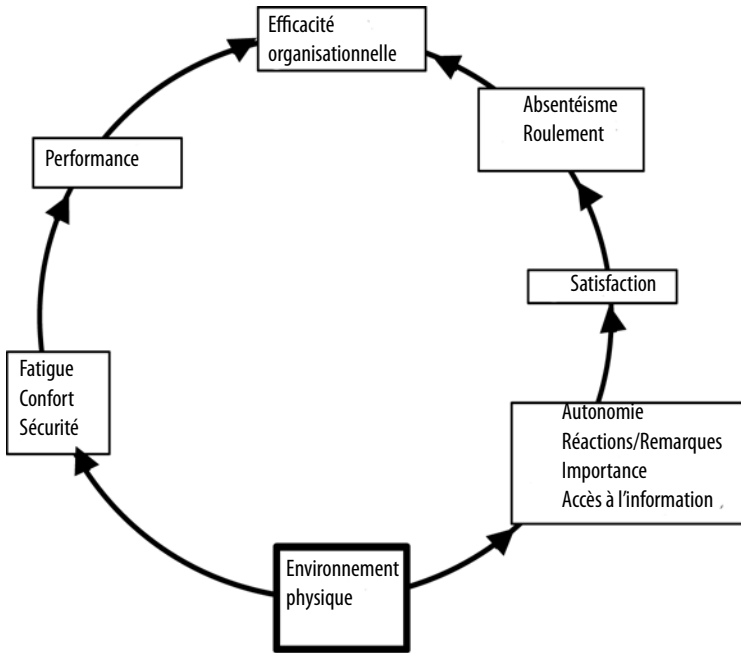 Efficacité
organisationnelle
Absentéisme
Roulement
Performance
Satisfaction
Fatigue
Confort
Sécurité
Autonomie
Réactions/Remarques
Importance
Accès à l'information
Environnement
physique